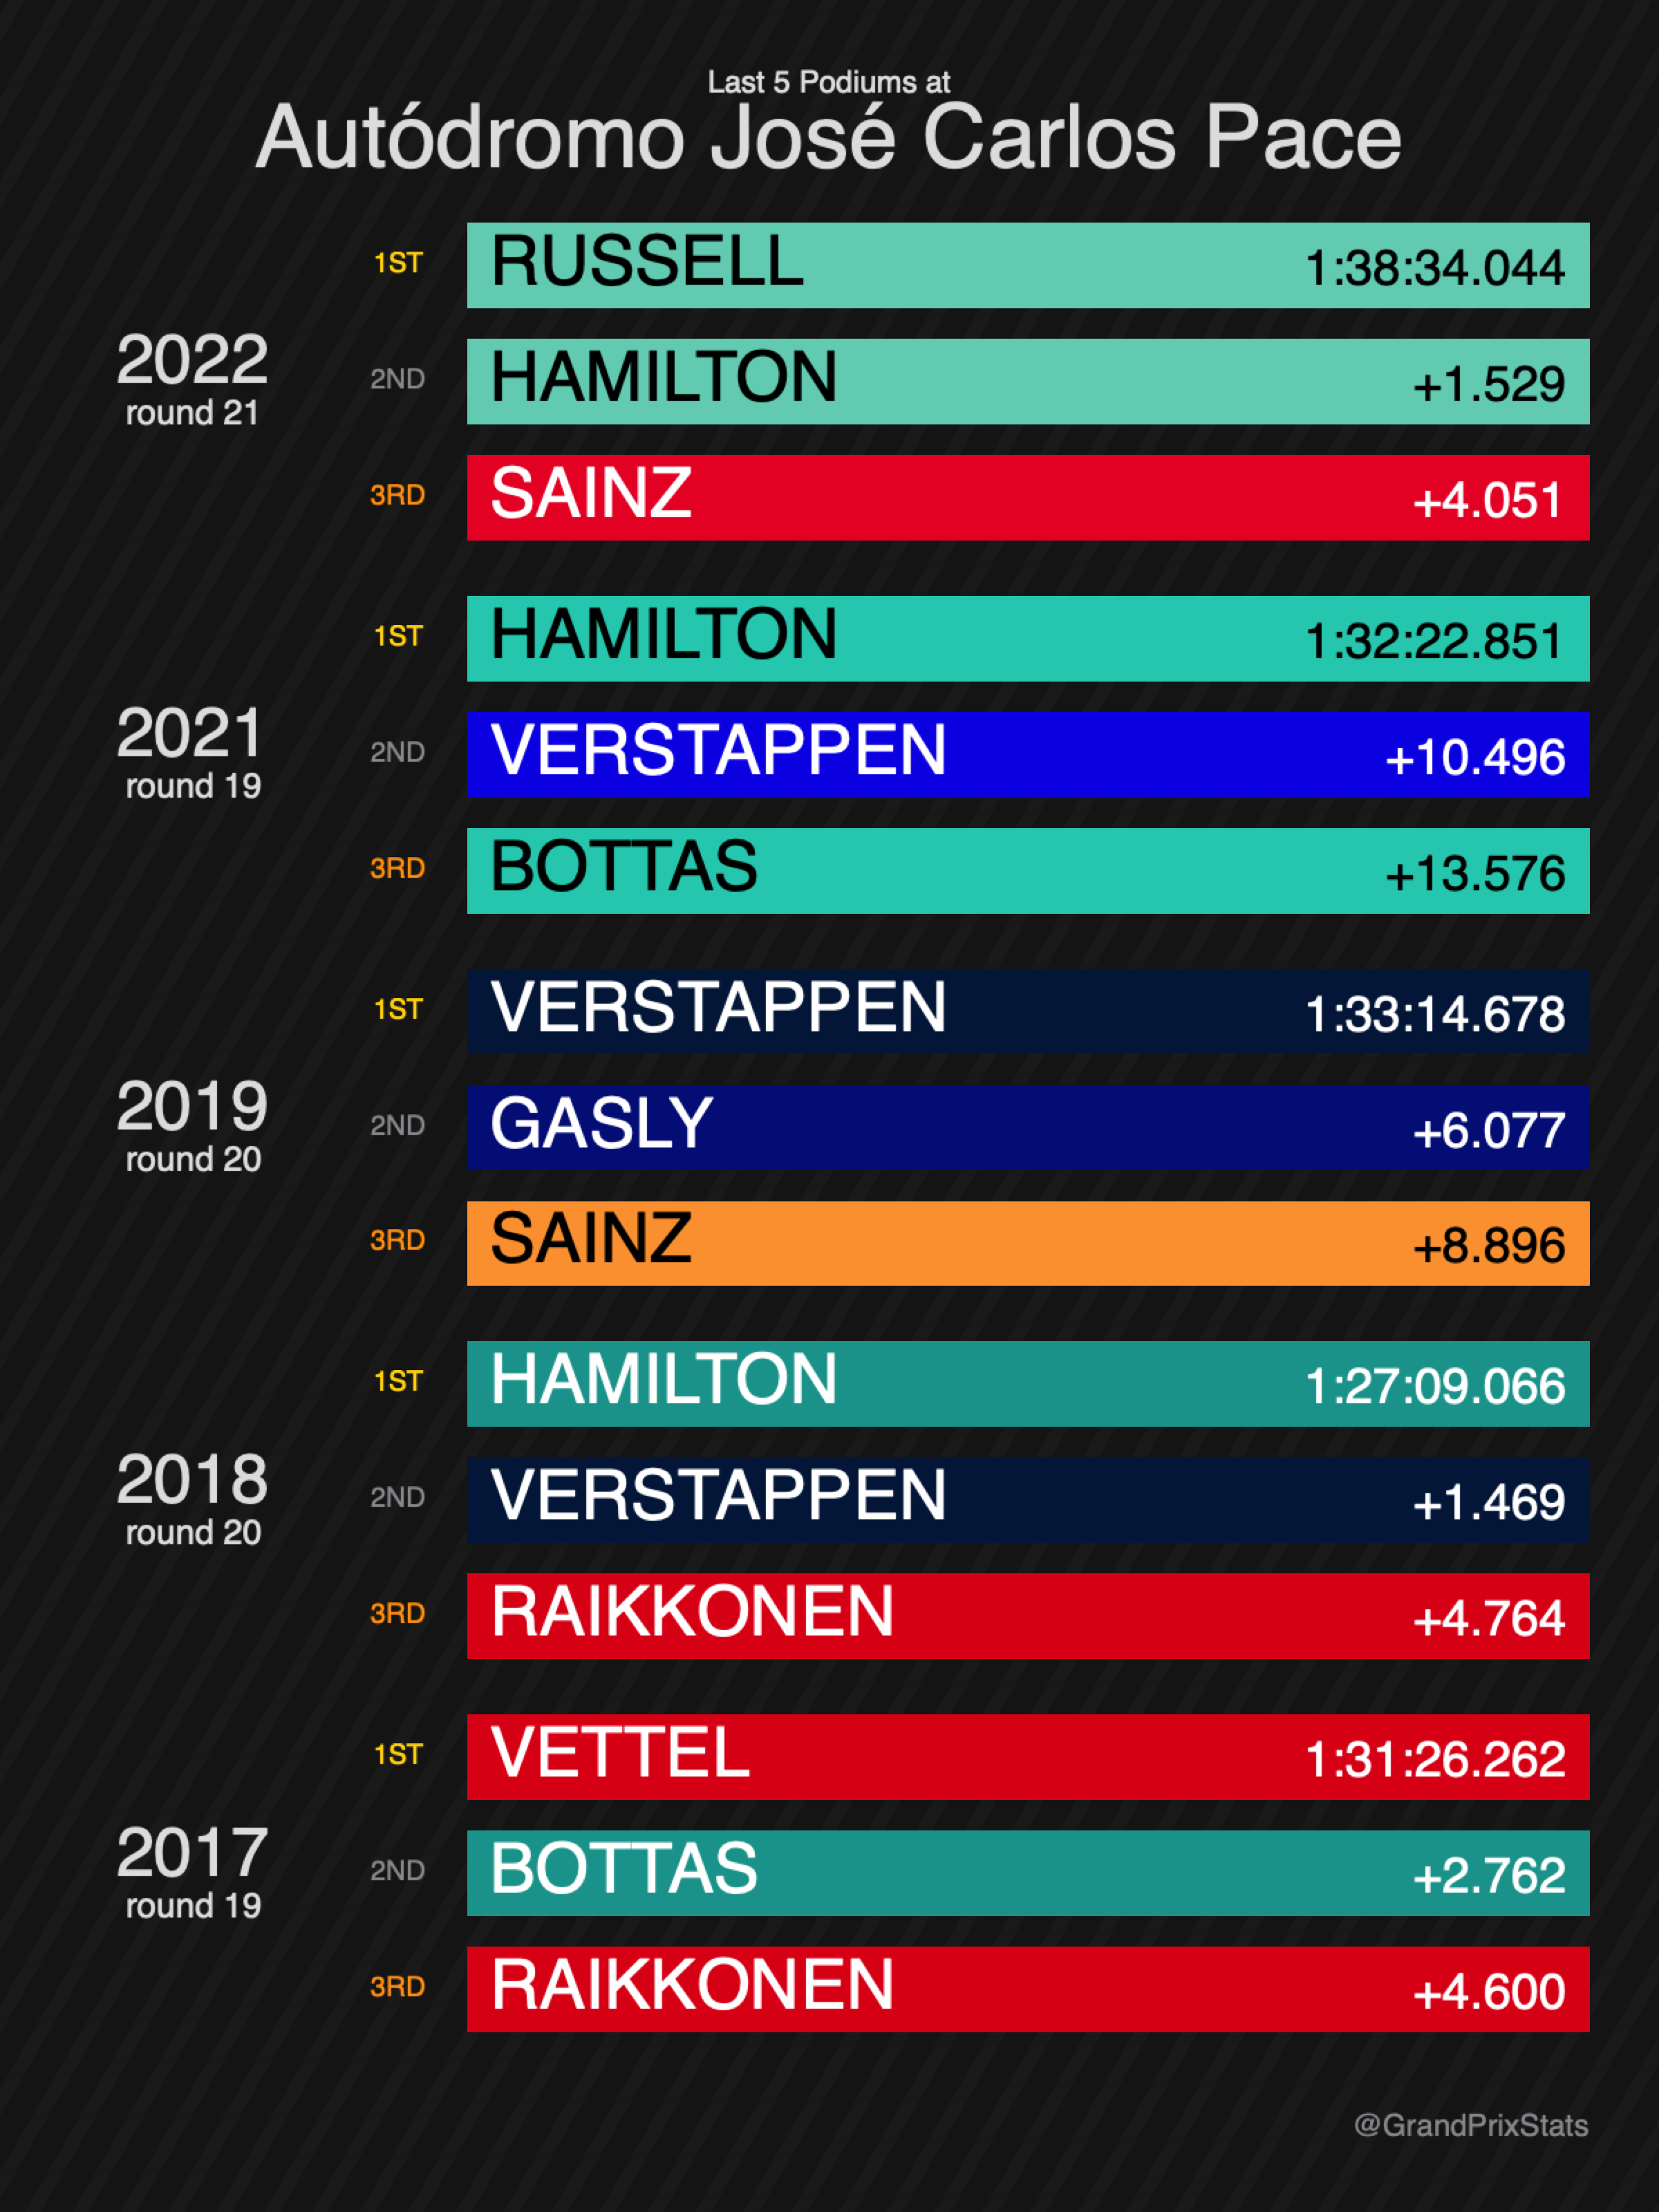 Last 5 Podiums at
Autódromo José Carlos Pace
2022
round 21
1ST RUSSELL 1:38:34.044
2ND HAMILTON +1.529
3RD SAINZ +4.051
2021
round 19
1ST HAMILTON 1:32:22.851
2ND VERSTAPPEN +10.496
3RD BOTTAS +13.576
2019
round 20
1ST VERSTAPPEN 1:33:14.678
2ND GASLY +6.077
3RD SAINZ +8.896
2018
round 20
1ST HAMILTON 1:27:09.066
2ND VERSTAPPEN +1.469
3RD RAIKKONEN +4.764
2017
round 19
1ST VETTEL 1:31:26.262
2ND BOTTAS +2.762
3RD RAIKKONEN +4.600
@GrandPrixStats